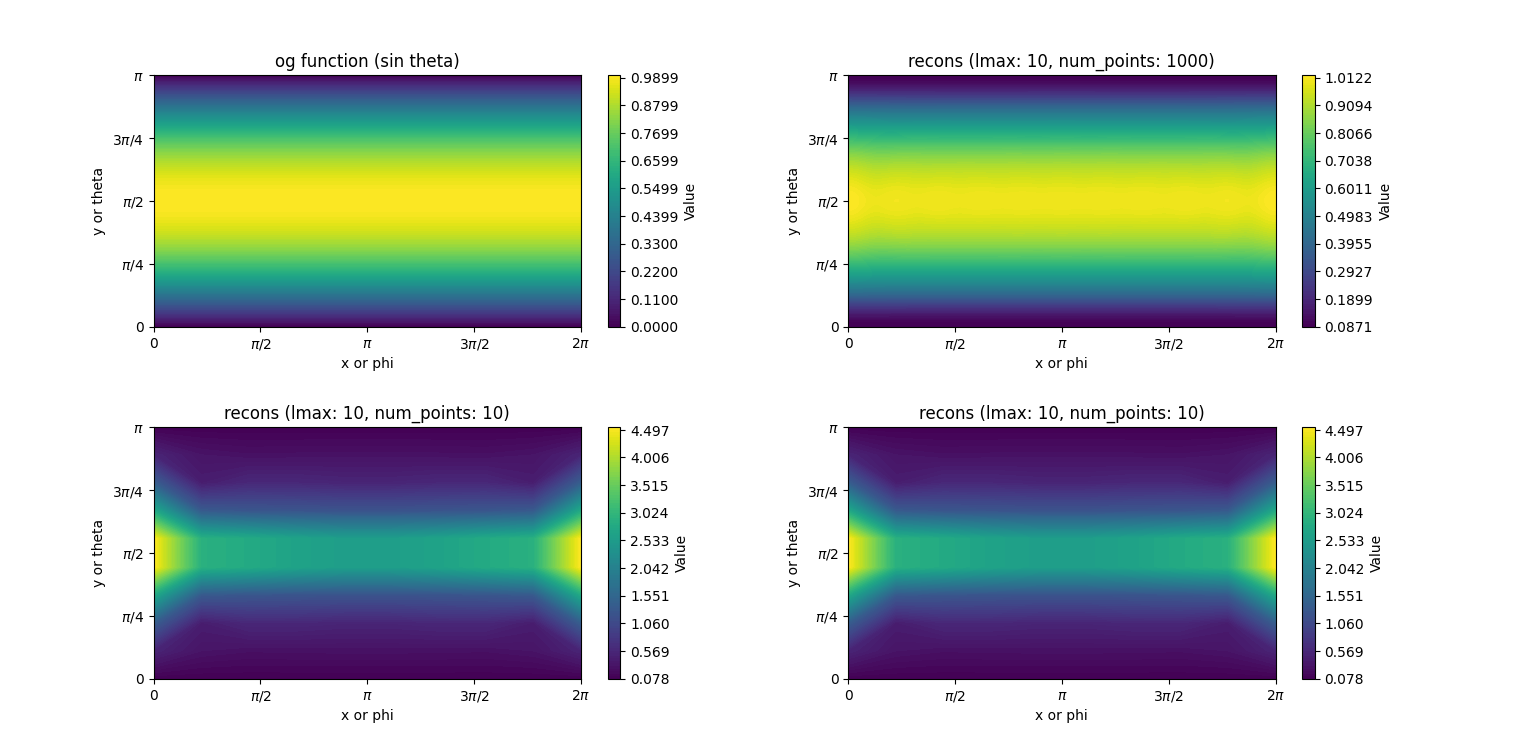 og function (sin theta)
π
3π/4
π/2
π/4
0
y or theta
0 π/2 π 3π/2 2π
x or phi
0.9899
0.8799
0.7699
0.6599
0.5499
0.4399
0.3300
0.2200
0.1100
0.0000
Value
recons (lmax: 10, num_points: 1000)
π
3π/4
π/2
π/4
0
y or theta
0 π/2 π 3π/2 2π
x or phi
1.0122
0.9094
0.8066
0.7038
0.6011
0.4983
0.3955
0.2927
0.1899
0.0871
Value
recons (lmax: 10, num_points: 10)
π
3π/4
π/2
π/4
0
y or theta
0 π/2 π 3π/2 2π
x or phi
4.497
4.006
3.515
3.024
2.533
2.042
1.551
1.060
0.569
0.078
Value
recons (lmax: 10, num_points: 10)
π
3π/4
π/2
π/4
0
y or theta
0 π/2 π 3π/2 2π
x or phi
4.497
4.006
3.515
3.024
2.533
2.042
1.551
1.060
0.569
0.078
Value